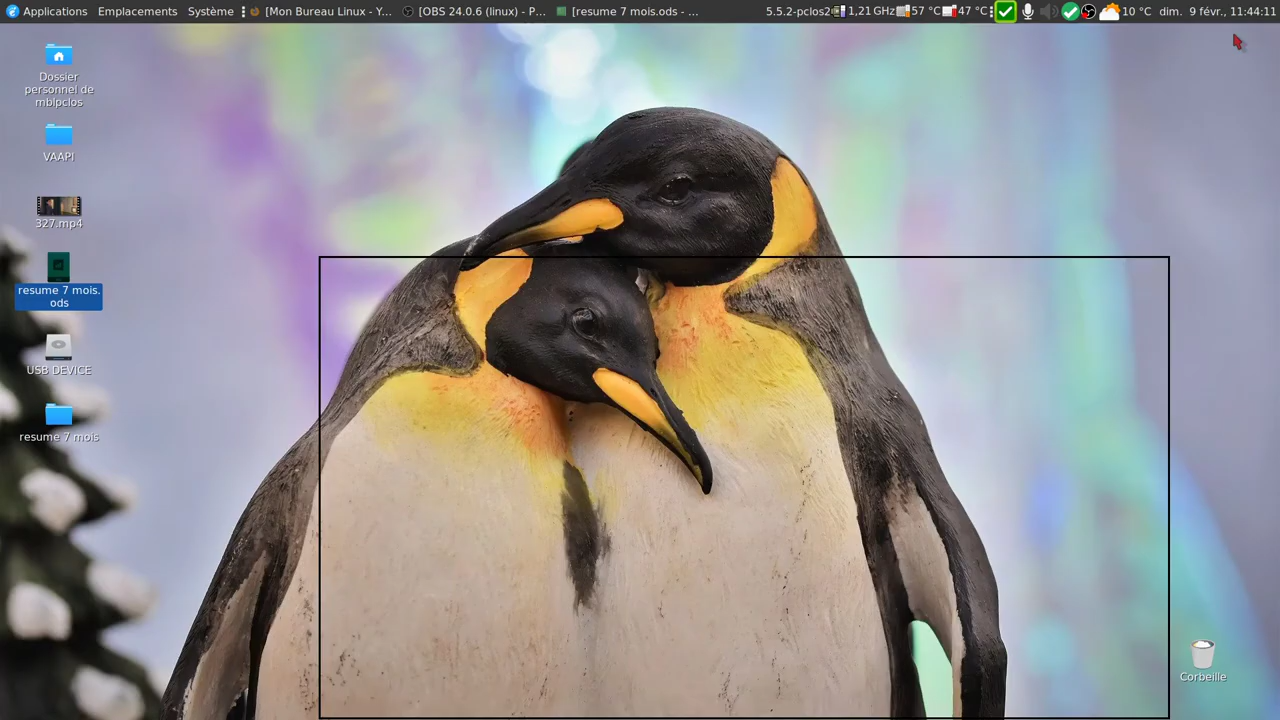 Applications Emplacements Système [Mon Bureau Linux - Y... [OBS 24.0.6 (linux) - P... [resume 7 mois.ods - ... 5.5.2-pclos2 1,21 GHz 57 °C 47 °C 10 °C dim. 9 févr., 11:44:11
Dossier
personnel de
mblpclos
VAAPI
327.mp4
resume 7 mois.
ods
USB DEVICE
resume 7 mois
Corbeille